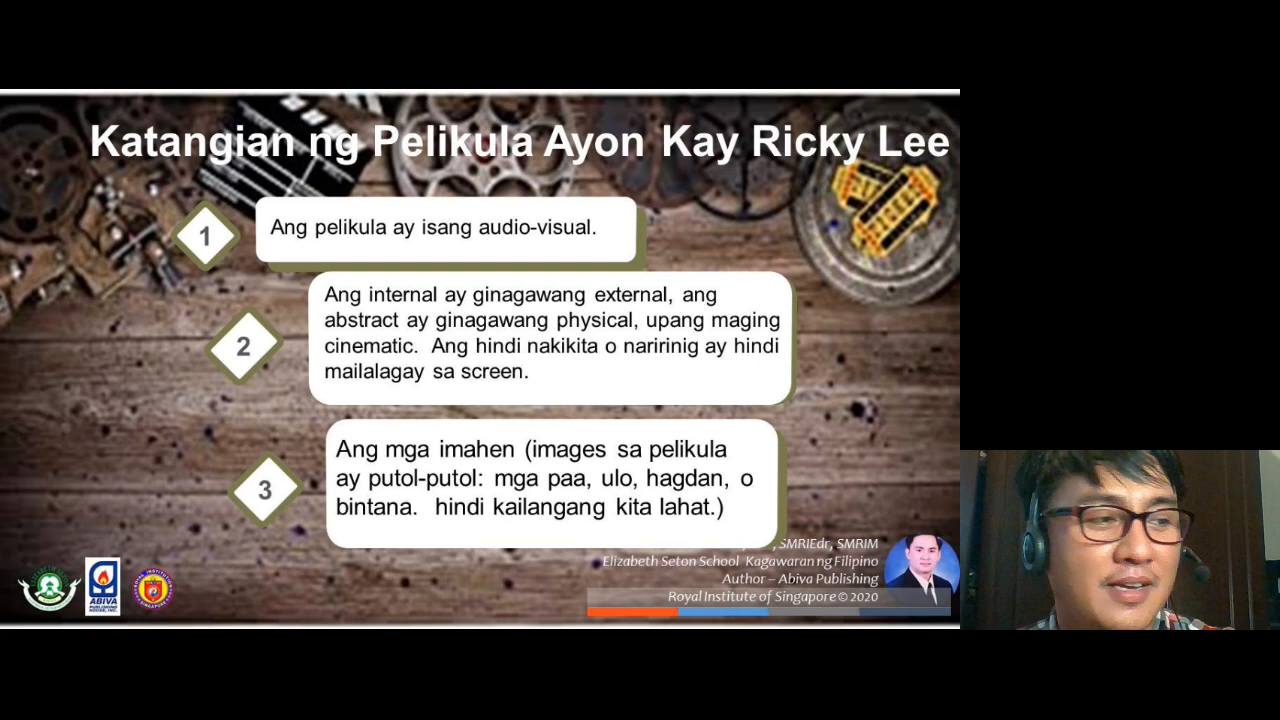 Katangian ng Pelikula Ayon Kay Ricky Lee
1
Ang pelikula ay isang audio-visual.
2
Ang internal ay ginagawang external, ang
abstract ay ginagawang physical, upang maging
cinematic. Ang hindi nakikita o naririnig ay hindi
mailalagay sa screen.
3
Ang mga imahen (images sa pelikula
ay putol-putol: mga paa, ulo, hagdan, o
bintana. hindi kailangang kita lahat.)
, SMRIEdr, SMRIM
Elizabeth Seton School Kagawaran ng Filipino
Author – Abiva Publishing
Royal Institute of Singapore © 2020
ABIVA
PUBLISHING
HOUSE, INC.